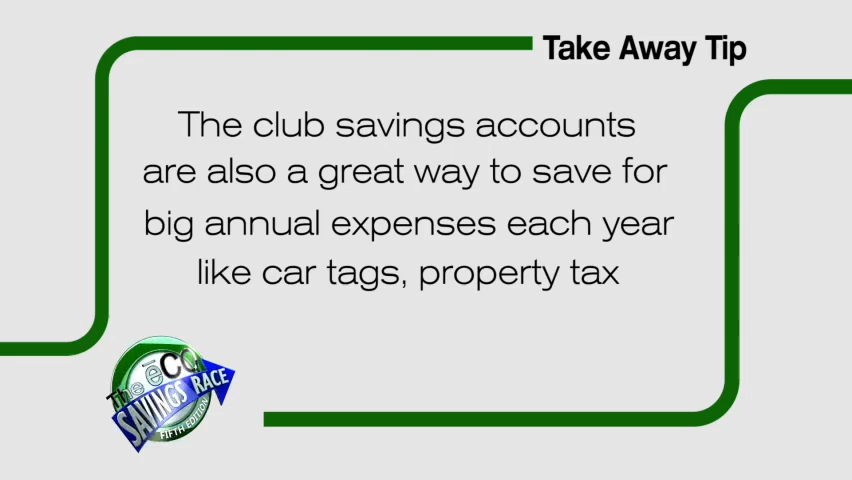 Take Away Tip
The club savings accounts
are also a great way to save for
big annual expenses each year
like car tags, property tax
The ēCO
SAVINGS RACE
FIFTH EDITION